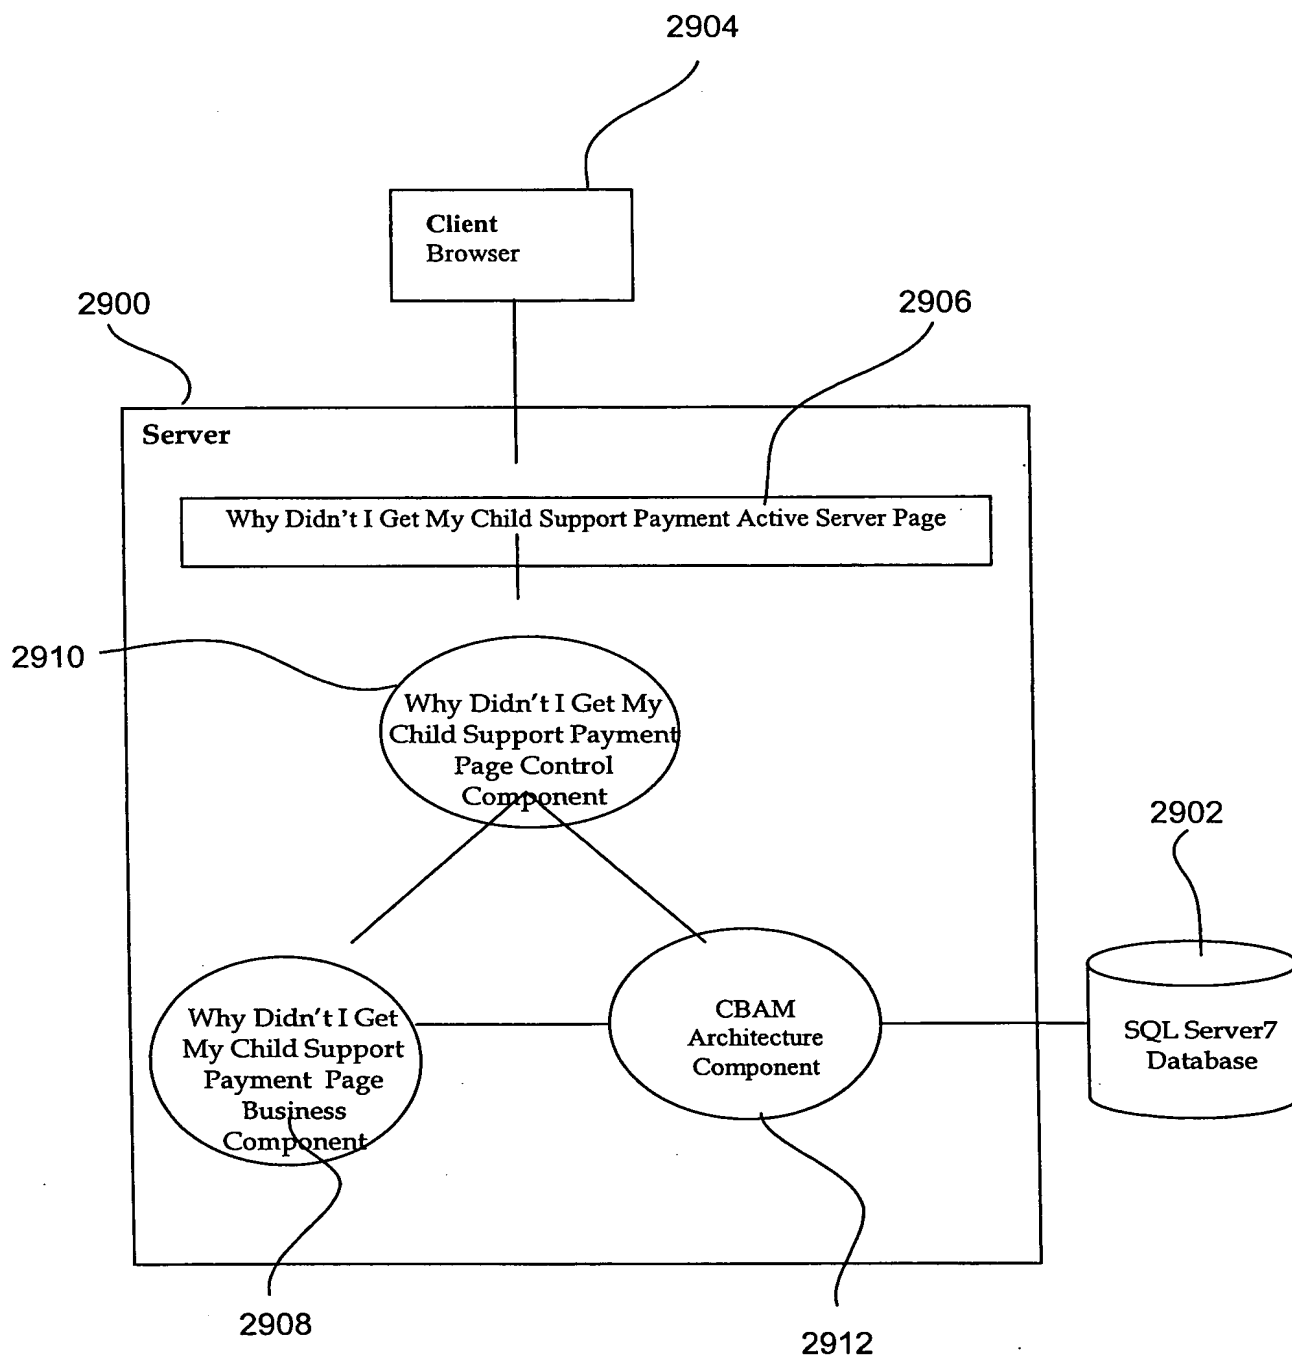 2904
Client
Browser
2900
2906
Server
Why Didn't I Get My Child Support Payment Active Server Page
2910
Why Didn't I Get My
Child Support Payment
Page Control
Component
2902
Why Didn't I Get
My Child Support
Payment Page
Business
Component
CBAM
Architecture
Component
SQL Server7
Database
2908
2912